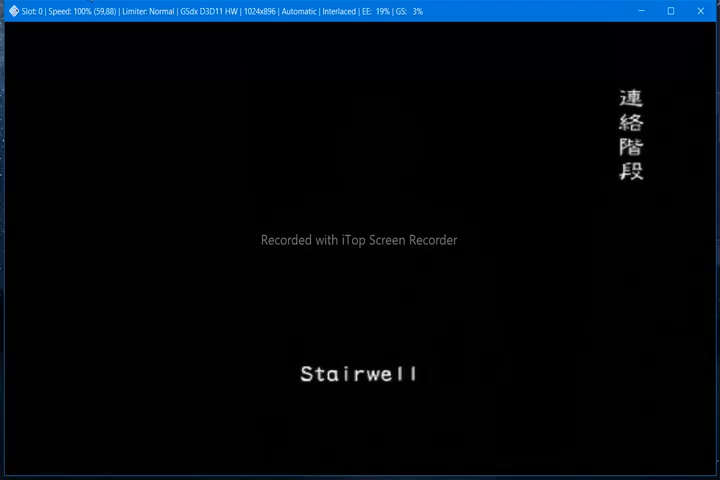 Slot: 0 | Speed: 100% (59,88) | Limiter: Normal | GSdx D3D11 HW | 1024x896 | Automatic | Interlaced | EE: 19% | GS: 3%
連絡階段
Recorded with iTop Screen Recorder
Stairwell